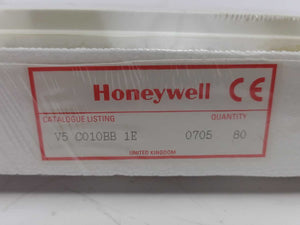 Honeywell CE
CATALOGUE LISTING QUANTITY
V5 C010BB 1E 0705 80
UNITED KINGDOM